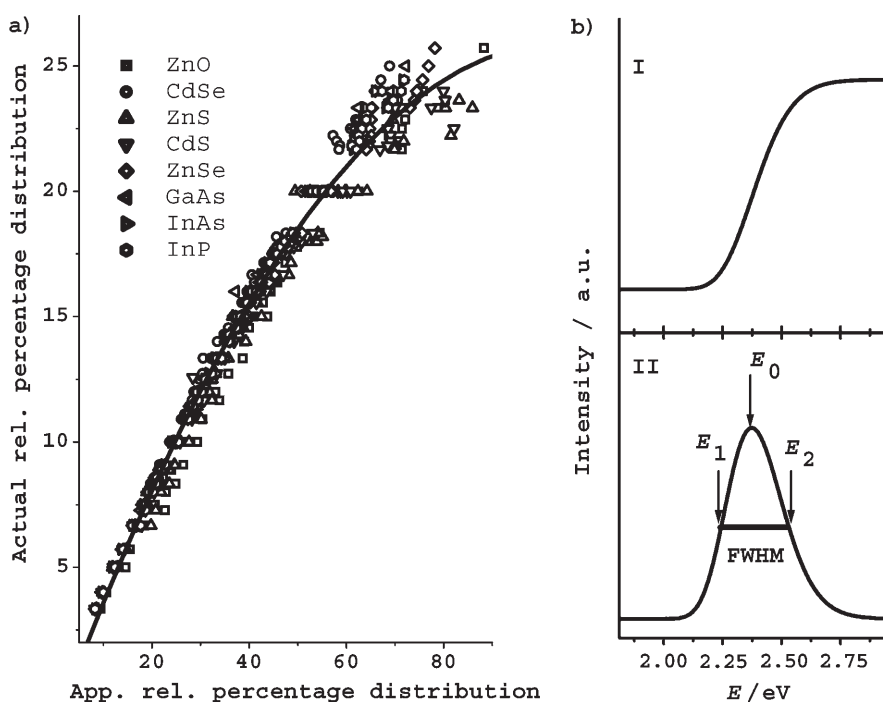 a)
25
20
15
10
5
Actual rel. percentage distribution
ZnO
CdSe
ZnS
CdS
ZnSe
GaAs
InAs
InP
20
40
60
80
App. rel. percentage distribution
b)
I
II
Intensity / a.u.
E0
E1
E2
FWHM
2.00
2.25
2.50
2.75
E/eV